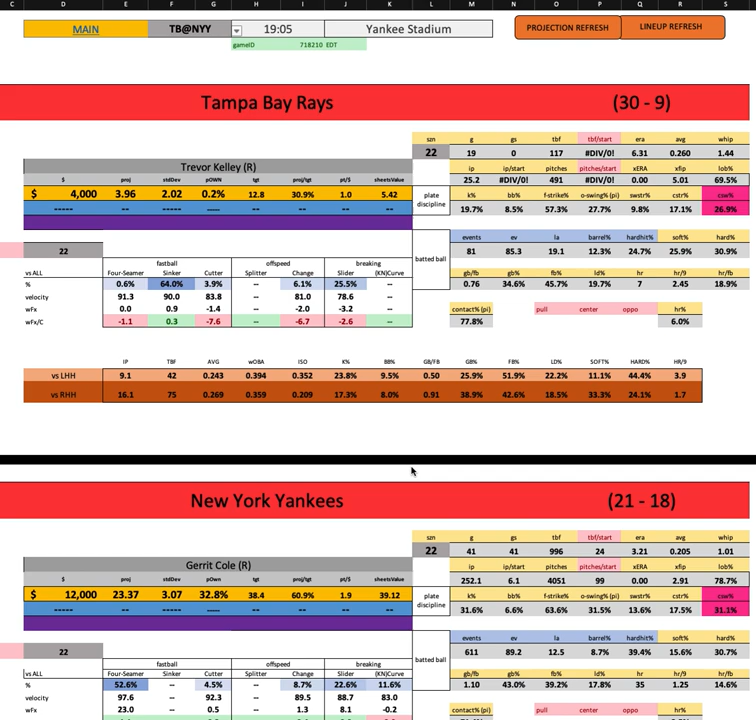 C D E F G H I J K L M N O P Q R S
MAIN TB@NYY 19:05 Yankee Stadium PROJECTION REFRESH LINEUP REFRESH
gameID 718210 EDT
Tampa Bay Rays (30 - 9)
szn g gs tbf tbf/start era avg whip
22 19 0 117 #DIV/0! 6.31 0.260 1.44
Trevor Kelley (R) ip ip/start pitches pitches/start xERA xfip lob%
$ proj stdDev pOWN tgt proj/tgt pt/$ sheetsValue 25.2 #DIV/0! 491 #DIV/0! 0.00 5.01 69.5%
$ 4,000 3.96 2.02 0.2% 12.8 30.9% 1.0 5.42 plate discipline k% bb% f-strike% o-swing% (pi) swstr% cstr% csw%
----- -- -- ---- -- -- -- -- 19.7% 8.5% 57.3% 27.7% 9.8% 17.1% 26.9%
events ev la barrel% hardhit% soft% hard%
22 batted ball 81 85.3 19.1 12.3% 24.7% 25.9% 30.9%
fastball offspeed breaking
vs ALL Four-Seamer Sinker Cutter Splitter Change Slider (KN)Curve gb/fb gb% fb% ld% hr hr/9 hr/fb
% 0.6% 64.0% 3.9% -- 6.1% 25.5% -- 0.76 34.6% 45.7% 19.7% 7 2.45 18.9%
velocity 91.3 90.0 83.8 -- 81.0 78.6 --
wFx 0.0 0.9 -1.4 -- -2.0 -3.2 -- contact% (pi) pull center oppo hr%
wFx/C -1.1 0.3 -7.6 -- -6.7 -2.6 -- 77.8% 6.0%
IP TBF AVG wOBA ISO K% BB% GB/FB GB% FB% LD% SOFT% HARD% HR/9
vs LHH 9.1 42 0.243 0.394 0.352 23.8% 9.5% 0.50 25.9% 51.9% 22.2% 11.1% 44.4% 3.9
vs RHH 16.1 75 0.269 0.359 0.209 17.3% 8.0% 0.91 38.9% 42.6% 18.5% 33.3% 24.1% 1.7
New York Yankees (21 - 18)
szn g gs tbf tbf/start era avg whip
22 41 41 996 24 3.21 0.205 1.01
Gerrit Cole (R) ip ip/start pitches pitches/start xERA xfip lob%
$ proj stdDev pOwn tgt proj/tgt pt/$ sheetsValue 252.1 6.1 4051 99 0.00 2.91 78.7%
$ 12,000 23.37 3.07 32.8% 38.4 60.9% 1.9 39.12 plate discipline k% bb% f-strike% o-swing% (pi) swstr% cstr% csw%
----- -- -- ---- -- -- -- -- 31.6% 6.6% 63.6% 31.5% 13.6% 17.5% 31.1%
events ev la barrel% hardhit% soft% hard%
22 batted ball 611 89.2 12.5 8.7% 39.4% 15.6% 30.7%
fastball offspeed breaking
vs ALL Four-Seamer Sinker Cutter Splitter Change Slider (KN)Curve gb/fb gb% fb% ld% hr hr/9 hr/fb
% 52.6% -- 4.5% -- 8.7% 22.6% 11.6% 1.10 43.0% 39.2% 17.8% 35 1.25 14.6%
velocity 97.6 -- 92.3 -- 89.5 88.7 83.0
wFx 23.0 -- 0.5 -- 1.3 8.1 -0.2 contact% (pi) pull center oppo hr%